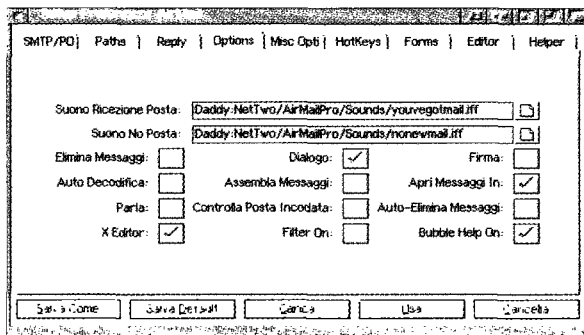 SMTP/PO Paths Reply Options Misc Opti HotKeys Forms Editor Helper
Suono Ricezione Posta: Daddy:NetTwo/AirMailPro/Sounds/youvegotmail.iff
Suono No Posta: Daddy:NetTwo/AirMailPro/Sounds/nonewmail.iff
Elimina Messaggi: Dialogo: Firma:
Auto Decodifica: Assembla Messaggi: Apri Messaggi In:
Parla: Controlla Posta Incodata: Auto-Elimina Messaggi:
X Editor: Filter On: Bubble Help On:
Salva Come Salva Default Carica Usa Cancella